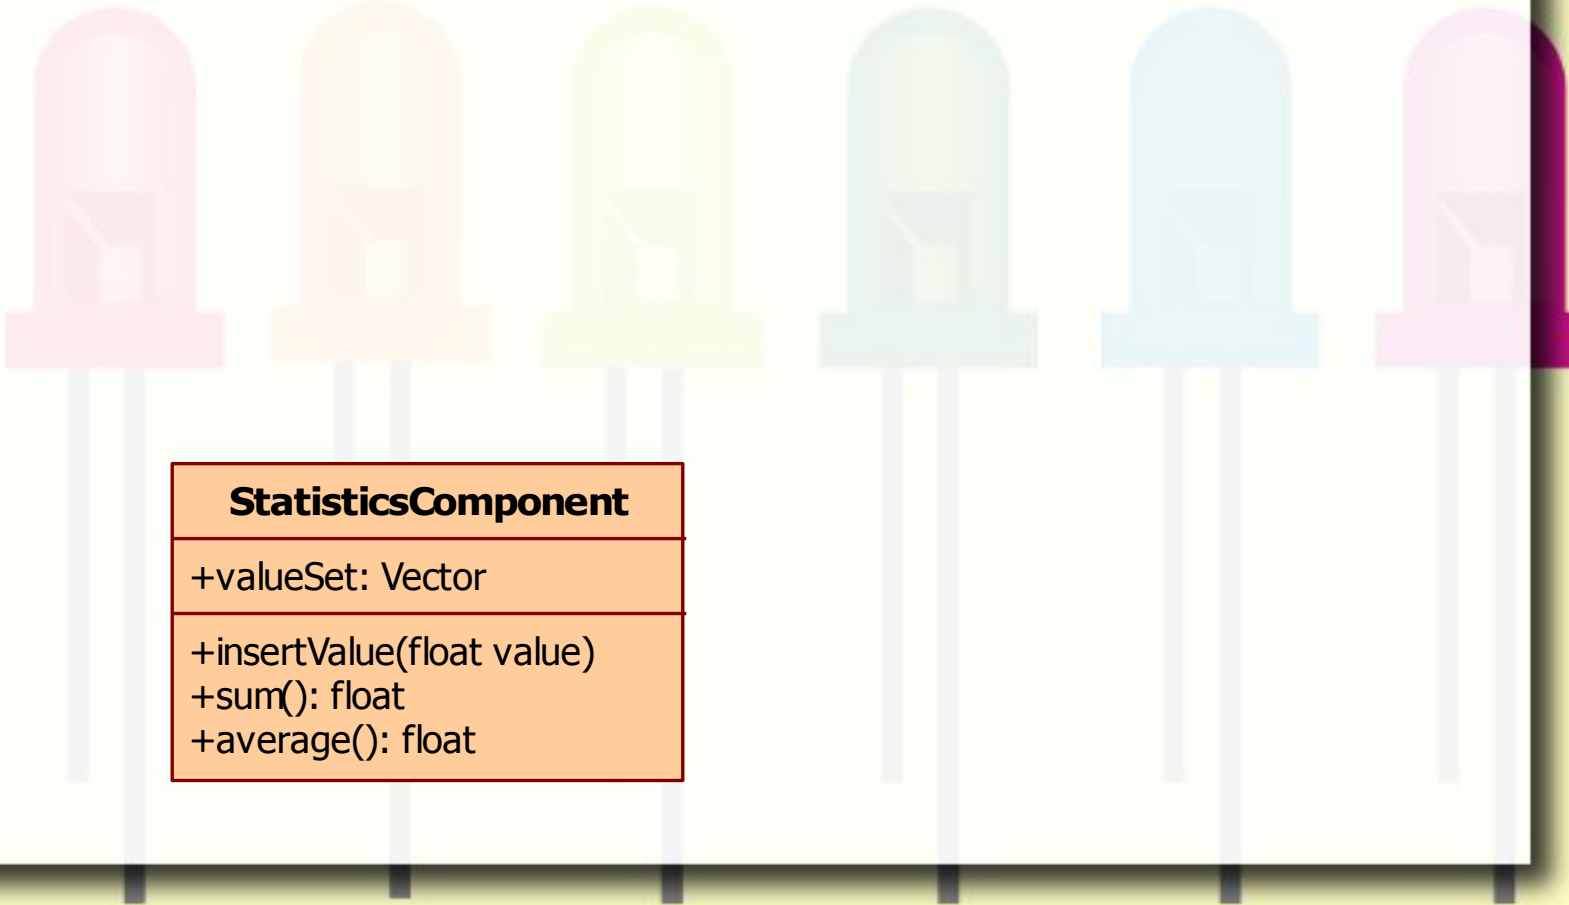 StatisticsComponent
+valueSet: Vector
+insertValue(float value)
+sum(): float
+average(): float